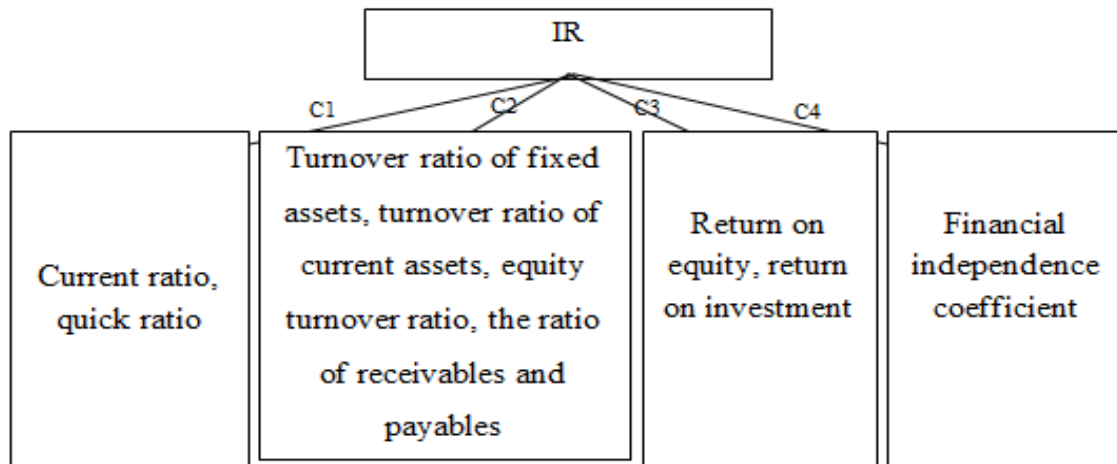 IR
C1
C2
C3
C4
Current ratio,
quick ratio
Turnover ratio of fixed
assets, turnover ratio of
current assets, equity
turnover ratio, the ratio
of receivables and
payables
Return on
equity, return
on investment
Financial
independence
coefficient